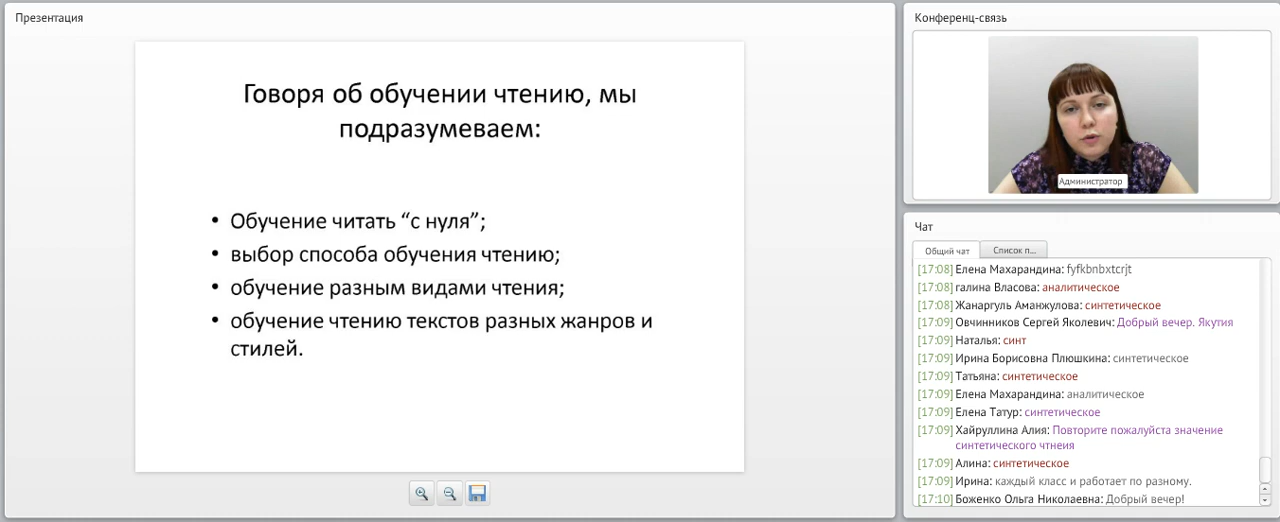 Презентация
Говоря об обучении чтению, мы
подразумеваем:
• Обучение читать “с нуля”;
• выбор способа обучения чтению;
• обучение разным видами чтения;
• обучение чтению текстов разных жанров и
стилей.
Конференц-связь
Администратор
Чат
Общий чат
Список п...
[17:08] Елена Махарандина: fyfkbnbxtcrjt
[17:08] галина Власова: аналитическое
[17:08] Жанаргуль Аманжулова: синтетическое
[17:09] Овчинников Сергей Яколевич: Добрый вечер. Якутия
[17:09] Наталья: синт
[17:09] Ирина Борисовна Плюшкина: синтетическое
[17:09] Татьяна: синтетическое
[17:09] Елена Махарандина: аналитическое
[17:09] Елена Татур: синтетическое
[17:09] Хайруллина Алия: Повторите пожалуйста значение
синтетического чтнеия
[17:09] Алина: синтетическое
[17:09] Ирина: каждый класс и работает по разному.
[17:10] Боженко Ольга Николаевна: Добрый вечер!